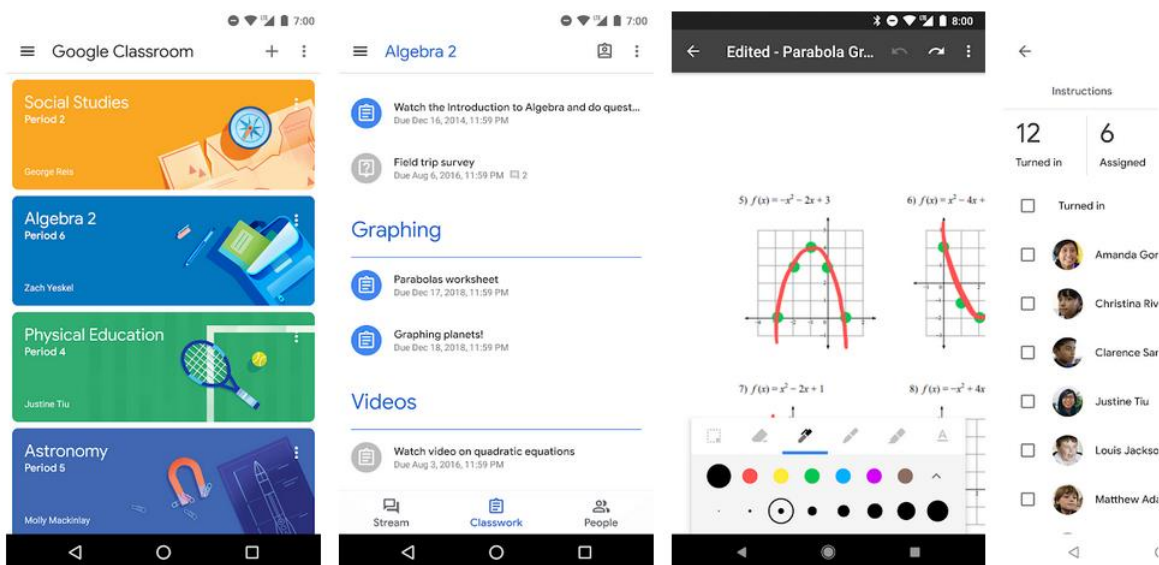 7:00
Google Classroom
Social Studies
Period 2
George Reis
Algebra 2
Period 6
Zach Yeskel
Physical Education
Period 4
Justine Tiu
Astronomy
Period 5
Molly Mackinlay
7:00
Algebra 2
Watch the Introduction to Algebra and do quest...
Due Dec 16, 2014, 11:59 PM
Field trip survey
Due Aug 6, 2016, 11:59 PM 2
Graphing
Parabolas worksheet
Due Dec 17, 2018, 11:59 PM
Graphing planets!
Due Dec 18, 2018, 11:59 PM
Videos
Watch video on quadratic equations
Due Aug 3, 2016, 11:59 PM
Stream
Classwork
People
8:00
Edited - Parabola Gr...
5) f(x) = -x² - 2x + 3
6) f(x) = x² - 4x +
7) f(x) = x² - 2x + 1
8) f(x) = -x² + 4x
A
Instructions
12
Turned in
6
Assigned
Turned in
Amanda Gor
Christina Riv
Clarence Sar
Justine Tiu
Louis Jackso
Matthew Ada